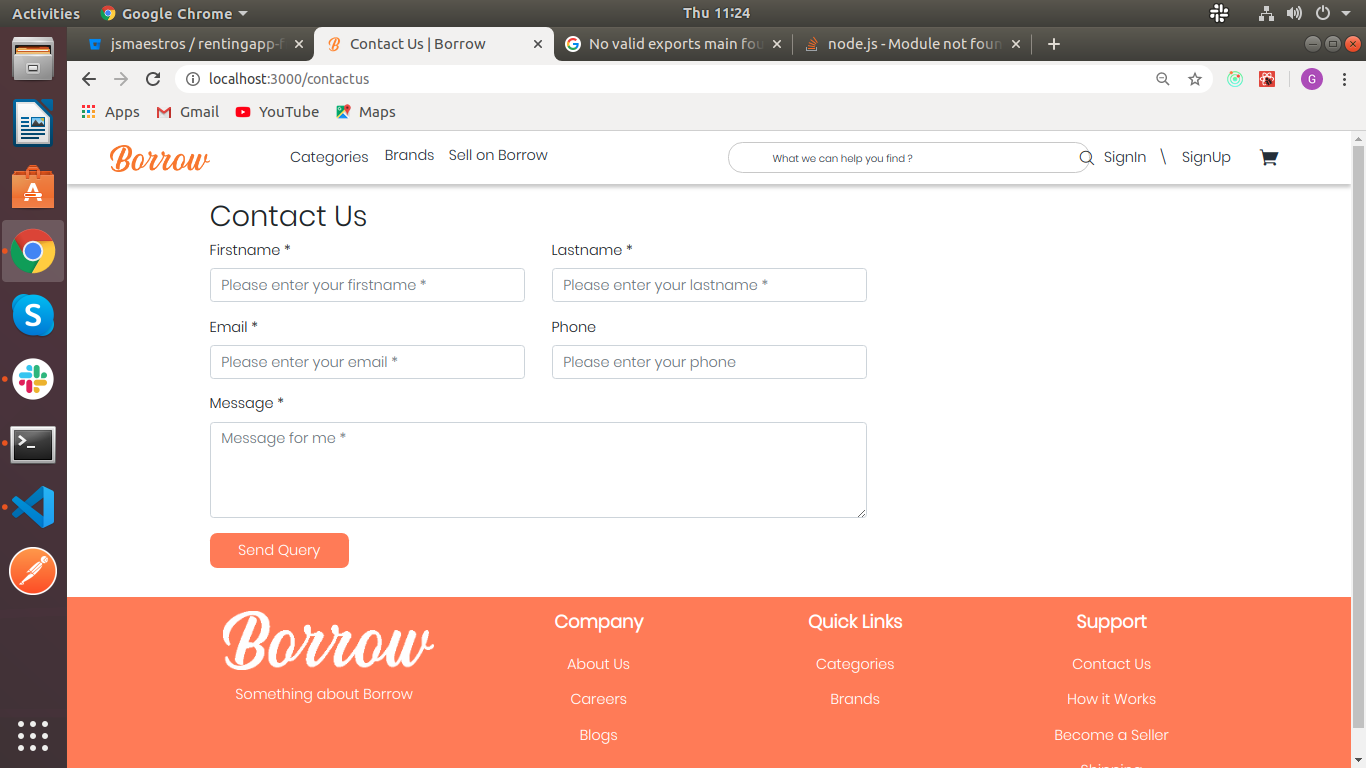 Activities Google Chrome Thu 11:24
jsmaestros / rentingapp-f Contact Us | Borrow No valid exports main fou node.js - Module not foun
localhost:3000/contactus G
Apps Gmail YouTube Maps
Borrow Categories Brands Sell on Borrow What we can help you find ? SignIn \ SignUp
Contact Us
Firstname * Lastname *
Please enter your firstname * Please enter your lastname *
Email * Phone
Please enter your email * Please enter your phone
Message *
Message for me *
Send Query
Borrow Company Quick Links Support
About Us Categories Contact Us
Something about Borrow Careers Brands How it Works
Blogs Become a Seller
Shipping